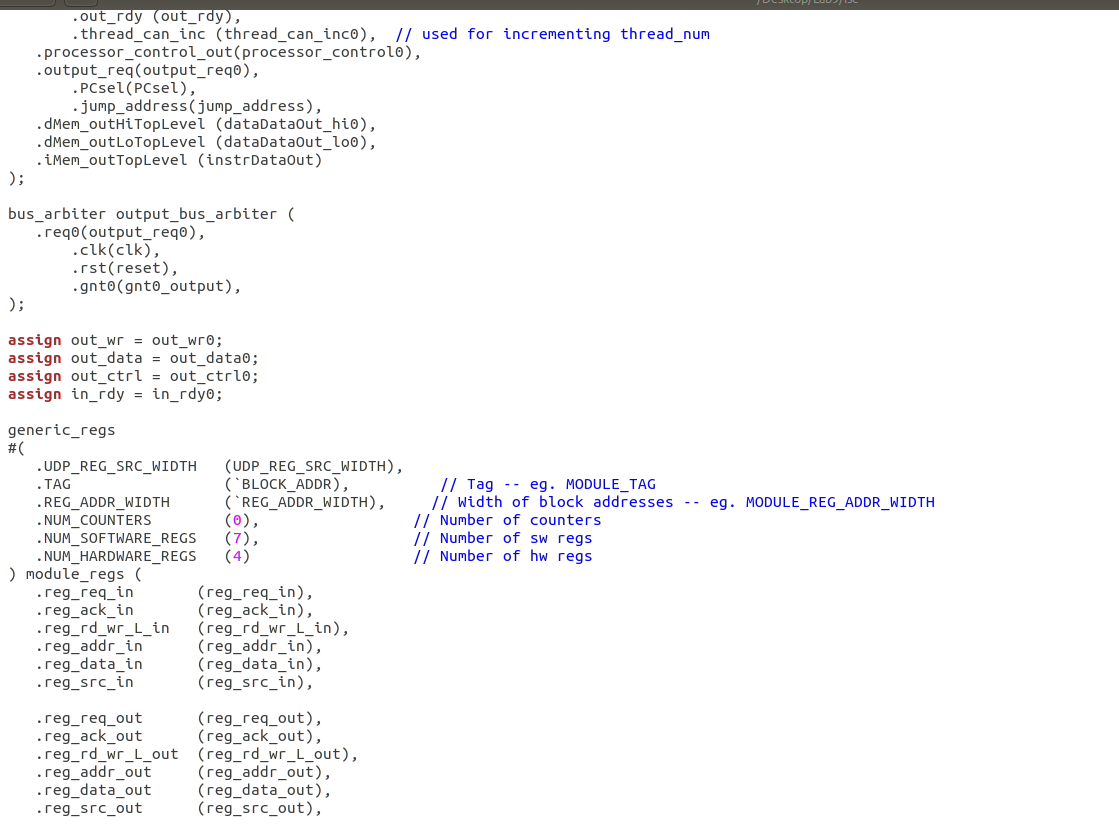 /Desktop/Lab9/ise
        .out_rdy (out_rdy),
        .thread_can_inc (thread_can_inc0),  // used for incrementing thread_num
    .processor_control_out(processor_control0),
    .output_req(output_req0),
        .PCsel(PCsel),
        .jump_address(jump_address),
    .dMem_outHiTopLevel (dataDataOut_hi0),
    .dMem_outLoTopLevel (dataDataOut_lo0),
    .iMem_outTopLevel (instrDataOut)
);

bus_arbiter output_bus_arbiter (
    .req0(output_req0),
        .clk(clk),
        .rst(reset),
        .gnt0(gnt0_output),
);

assign out_wr = out_wr0;
assign out_data = out_data0;
assign out_ctrl = out_ctrl0;
assign in_rdy = in_rdy0;

generic_regs
#(
    .UDP_REG_SRC_WIDTH   (UDP_REG_SRC_WIDTH),
    .TAG                 (`BLOCK_ADDR),          // Tag -- eg. MODULE_TAG
    .REG_ADDR_WIDTH      (`REG_ADDR_WIDTH),     // Width of block addresses -- eg. MODULE_REG_ADDR_WIDTH
    .NUM_COUNTERS        (0),                 // Number of counters
    .NUM_SOFTWARE_REGS   (7),                 // Number of sw regs
    .NUM_HARDWARE_REGS   (4)                  // Number of hw regs
) module_regs (
    .reg_req_in       (reg_req_in),
    .reg_ack_in       (reg_ack_in),
    .reg_rd_wr_L_in   (reg_rd_wr_L_in),
    .reg_addr_in      (reg_addr_in),
    .reg_data_in      (reg_data_in),
    .reg_src_in       (reg_src_in),

    .reg_req_out      (reg_req_out),
    .reg_ack_out      (reg_ack_out),
    .reg_rd_wr_L_out  (reg_rd_wr_L_out),
    .reg_addr_out     (reg_addr_out),
    .reg_data_out     (reg_data_out),
    .reg_src_out      (reg_src_out),